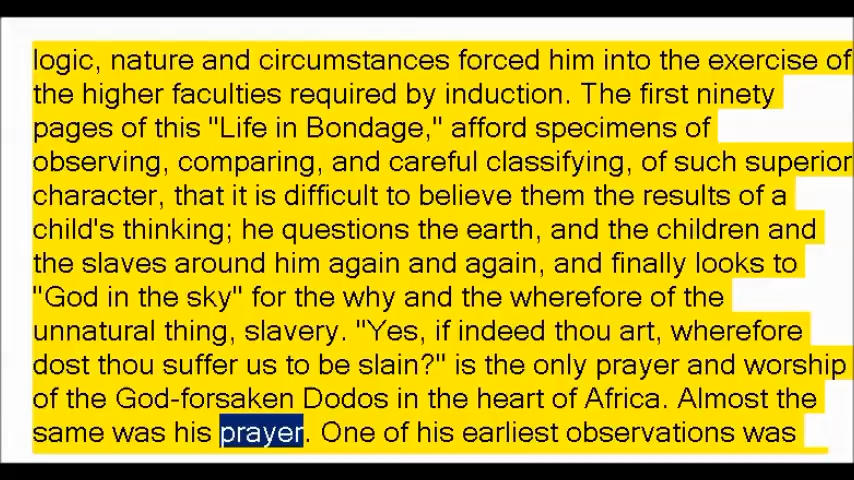 logic, nature and circumstances forced him into the exercise of
the higher faculties required by induction. The first ninety
pages of this "Life in Bondage," afford specimens of
observing, comparing, and careful classifying, of such superior
character, that it is difficult to believe them the results of a
child's thinking; he questions the earth, and the children and
the slaves around him again and again, and finally looks to
"God in the sky" for the why and the wherefore of the
unnatural thing, slavery. "Yes, if indeed thou art, wherefore
dost thou suffer us to be slain?" is the only prayer and worship
of the God-forsaken Dodos in the heart of Africa. Almost the
same was his prayer. One of his earliest observations was